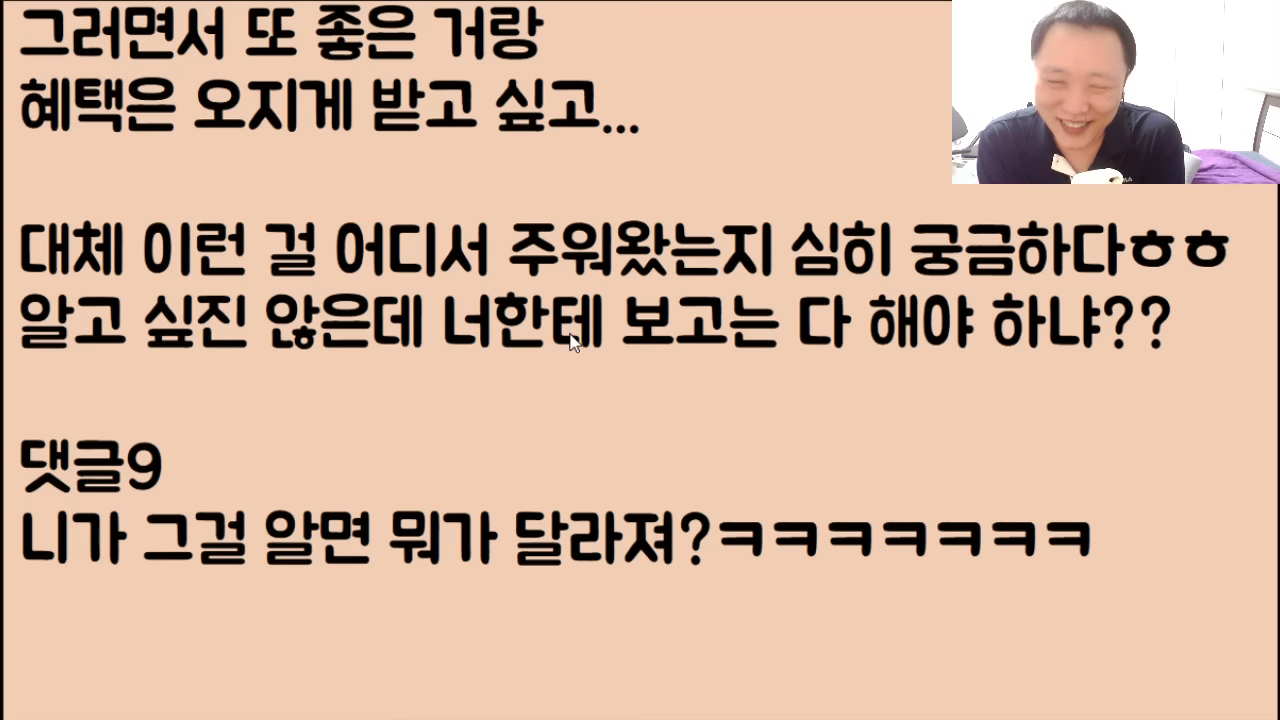 그러면서 또 좋은 거랑
혜택은 오지게 받고 싶고...
대체 이런 걸 어디서 주워왔는지 심히 궁금하다ㅎㅎ
알고 싶진 않은데 너한테 보고는 다 해야 하냐??
댓글9
니가 그걸 알면 뭐가 달라져?ㅋㅋㅋㅋㅋㅋㅋ